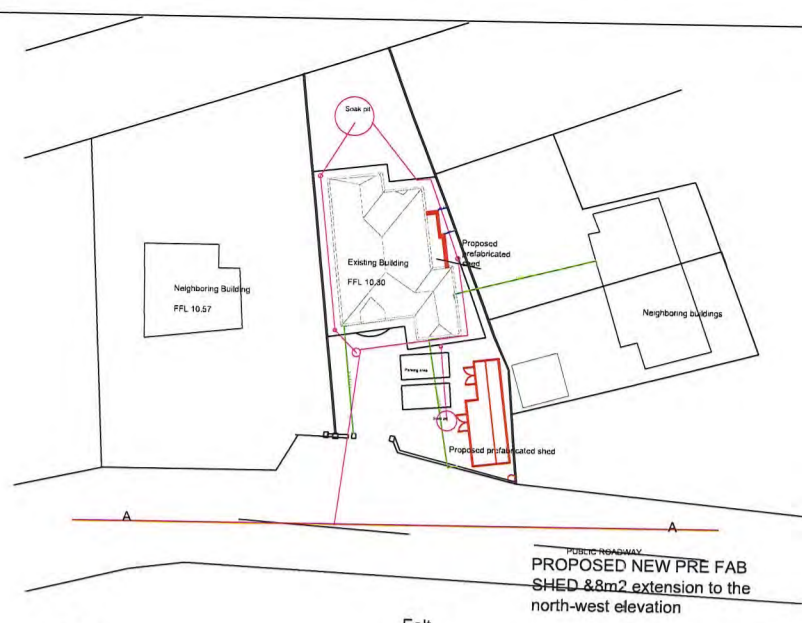 Soak pit
Proposed
prefabricated
shed
Existing Building
FFL 10.80
Neighboring Building
FFL 10.57
Neighboring buildings
Parking area
Proposed prefabricated shed
A
A
PUBLIC ROADWAY
PROPOSED NEW PRE FAB
SHED &8m2 extension to the
north-west elevation